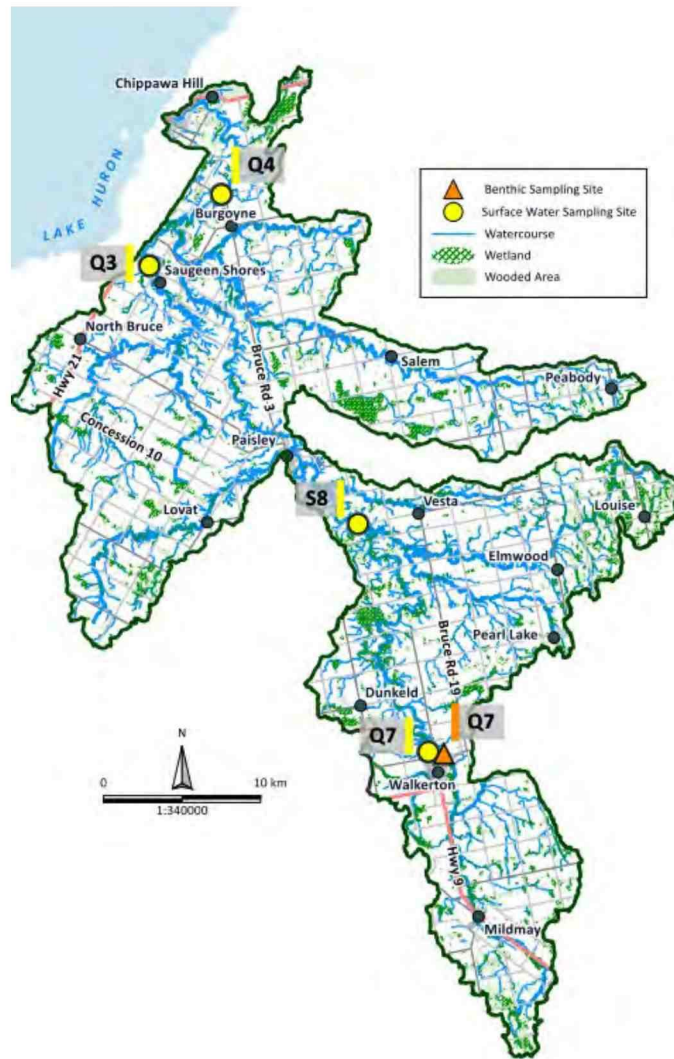 Chippawa Hill
Q4
LAKE HURON
Burgoyne
Q3
Saugeen Shores
Benthic Sampling Site
Surface Water Sampling Site
Watercourse
Wetland
Wooded Area
North Bruce
Hwy 21
Bruce Rd 3
Salem
Peabody
Concession 10
Paisley
S8
Vesta
Louise
Lovat
Elmwood
Pearl Lake
Bruce Rd 19
Dunkeld
Q7
Q7
N
0 10 km
1:340000
Walkerton
Hwy 9
Mildmay